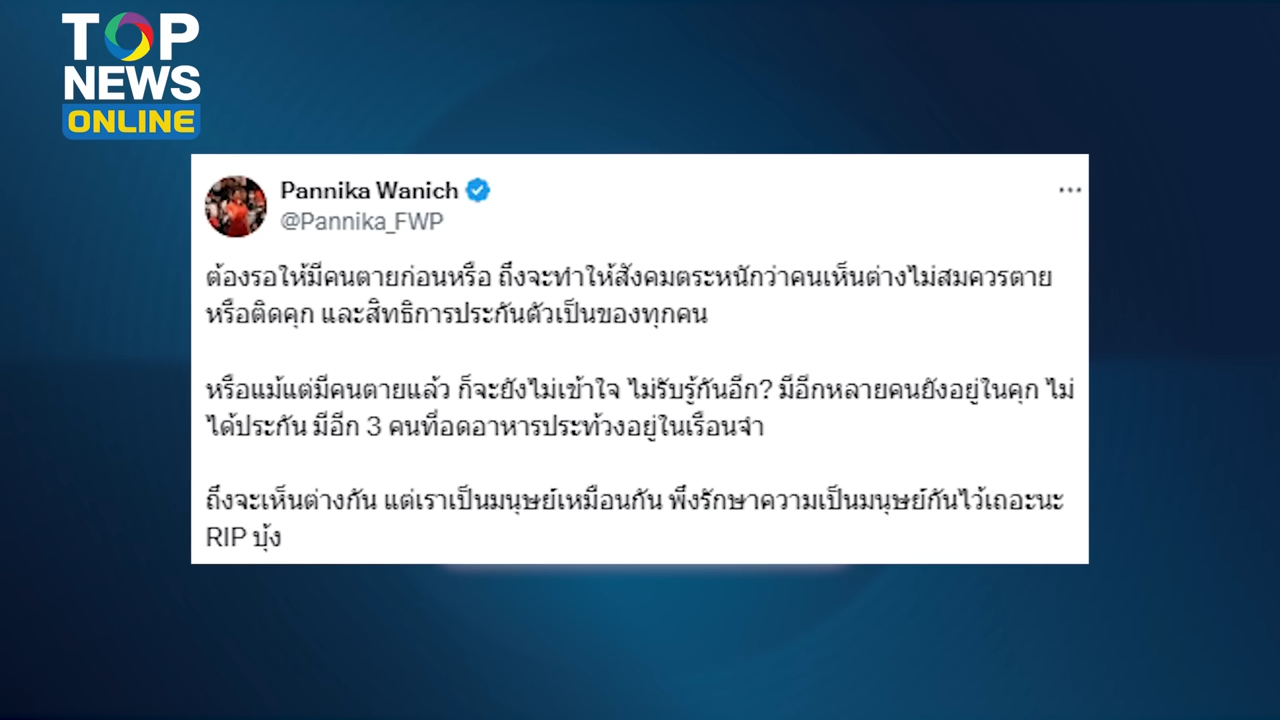 TOP
NEWS
ONLINE
Pannika Wanich
@Pannika_FWP
ต้องรอให้มีคนตายก่อนหรือ ถึงจะทำให้สังคมตระหนักว่าคนเห็นต่างไม่สมควรตาย
หรือติดคุก และสิทธิการประกันตัวเป็นของทุกคน
หรือแม้แต่มีคนตายแล้ว ก็จะยังไม่เข้าใจ ไม่รับรู้กันอีก? มีอีกหลายคนยังอยู่ในคุก ไม่
ได้ประกัน มีอีก 3 คนที่อดอาหารประท้วงอยู่ในเรือนจำ
ถึงจะเห็นต่างกัน แต่เราเป็นมนุษย์เหมือนกัน พึงรักษาความเป็นมนุษย์กันไว้เถอะนะ
RIP บุ้ง